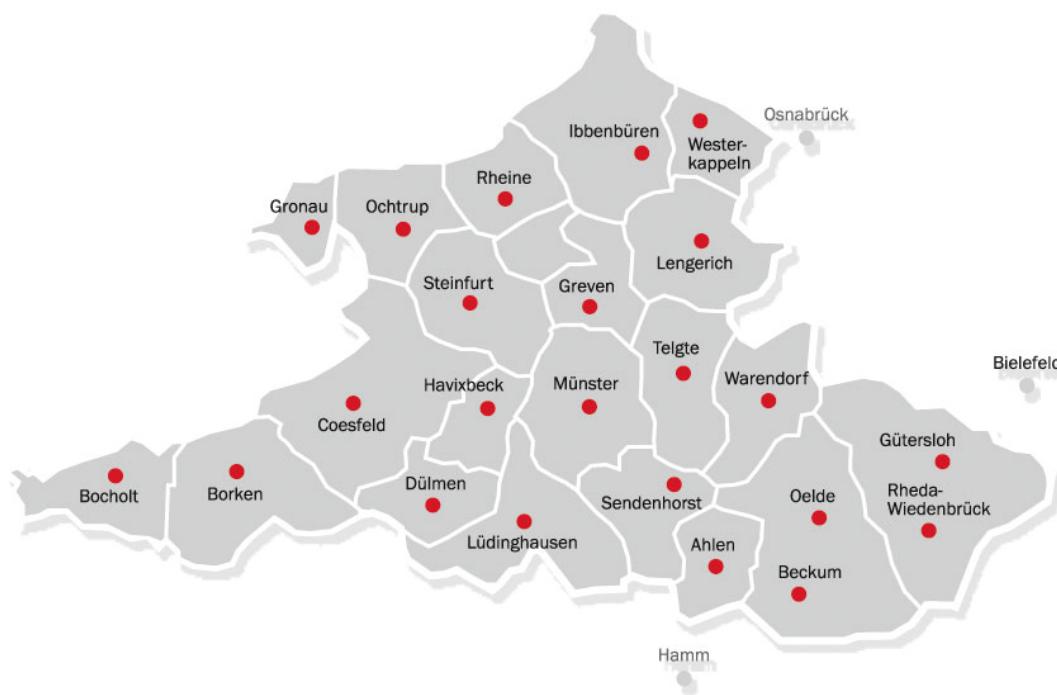 Osnabrück
Ibbenbüren
Wester-
kappeln
Rheine
Gronau
Ochtrup
Lengerich
Steinfurt
Greven
Telgte
Bielefeld
Havixbeck
Münster
Warendorf
Coesfeld
Gütersloh
Bocholt
Borken
Dülmen
Sendenhorst
Oelde
Rheda-
Wiedenbrück
Lüdinghausen
Ahlen
Beckum
Hamm